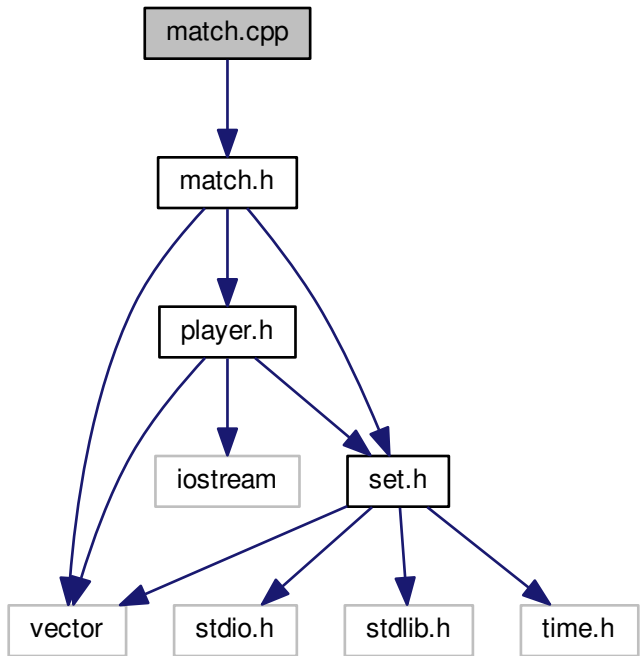 match.cpp
match.h
player.h
iostream
set.h
vector
stdio.h
stdlib.h
time.h